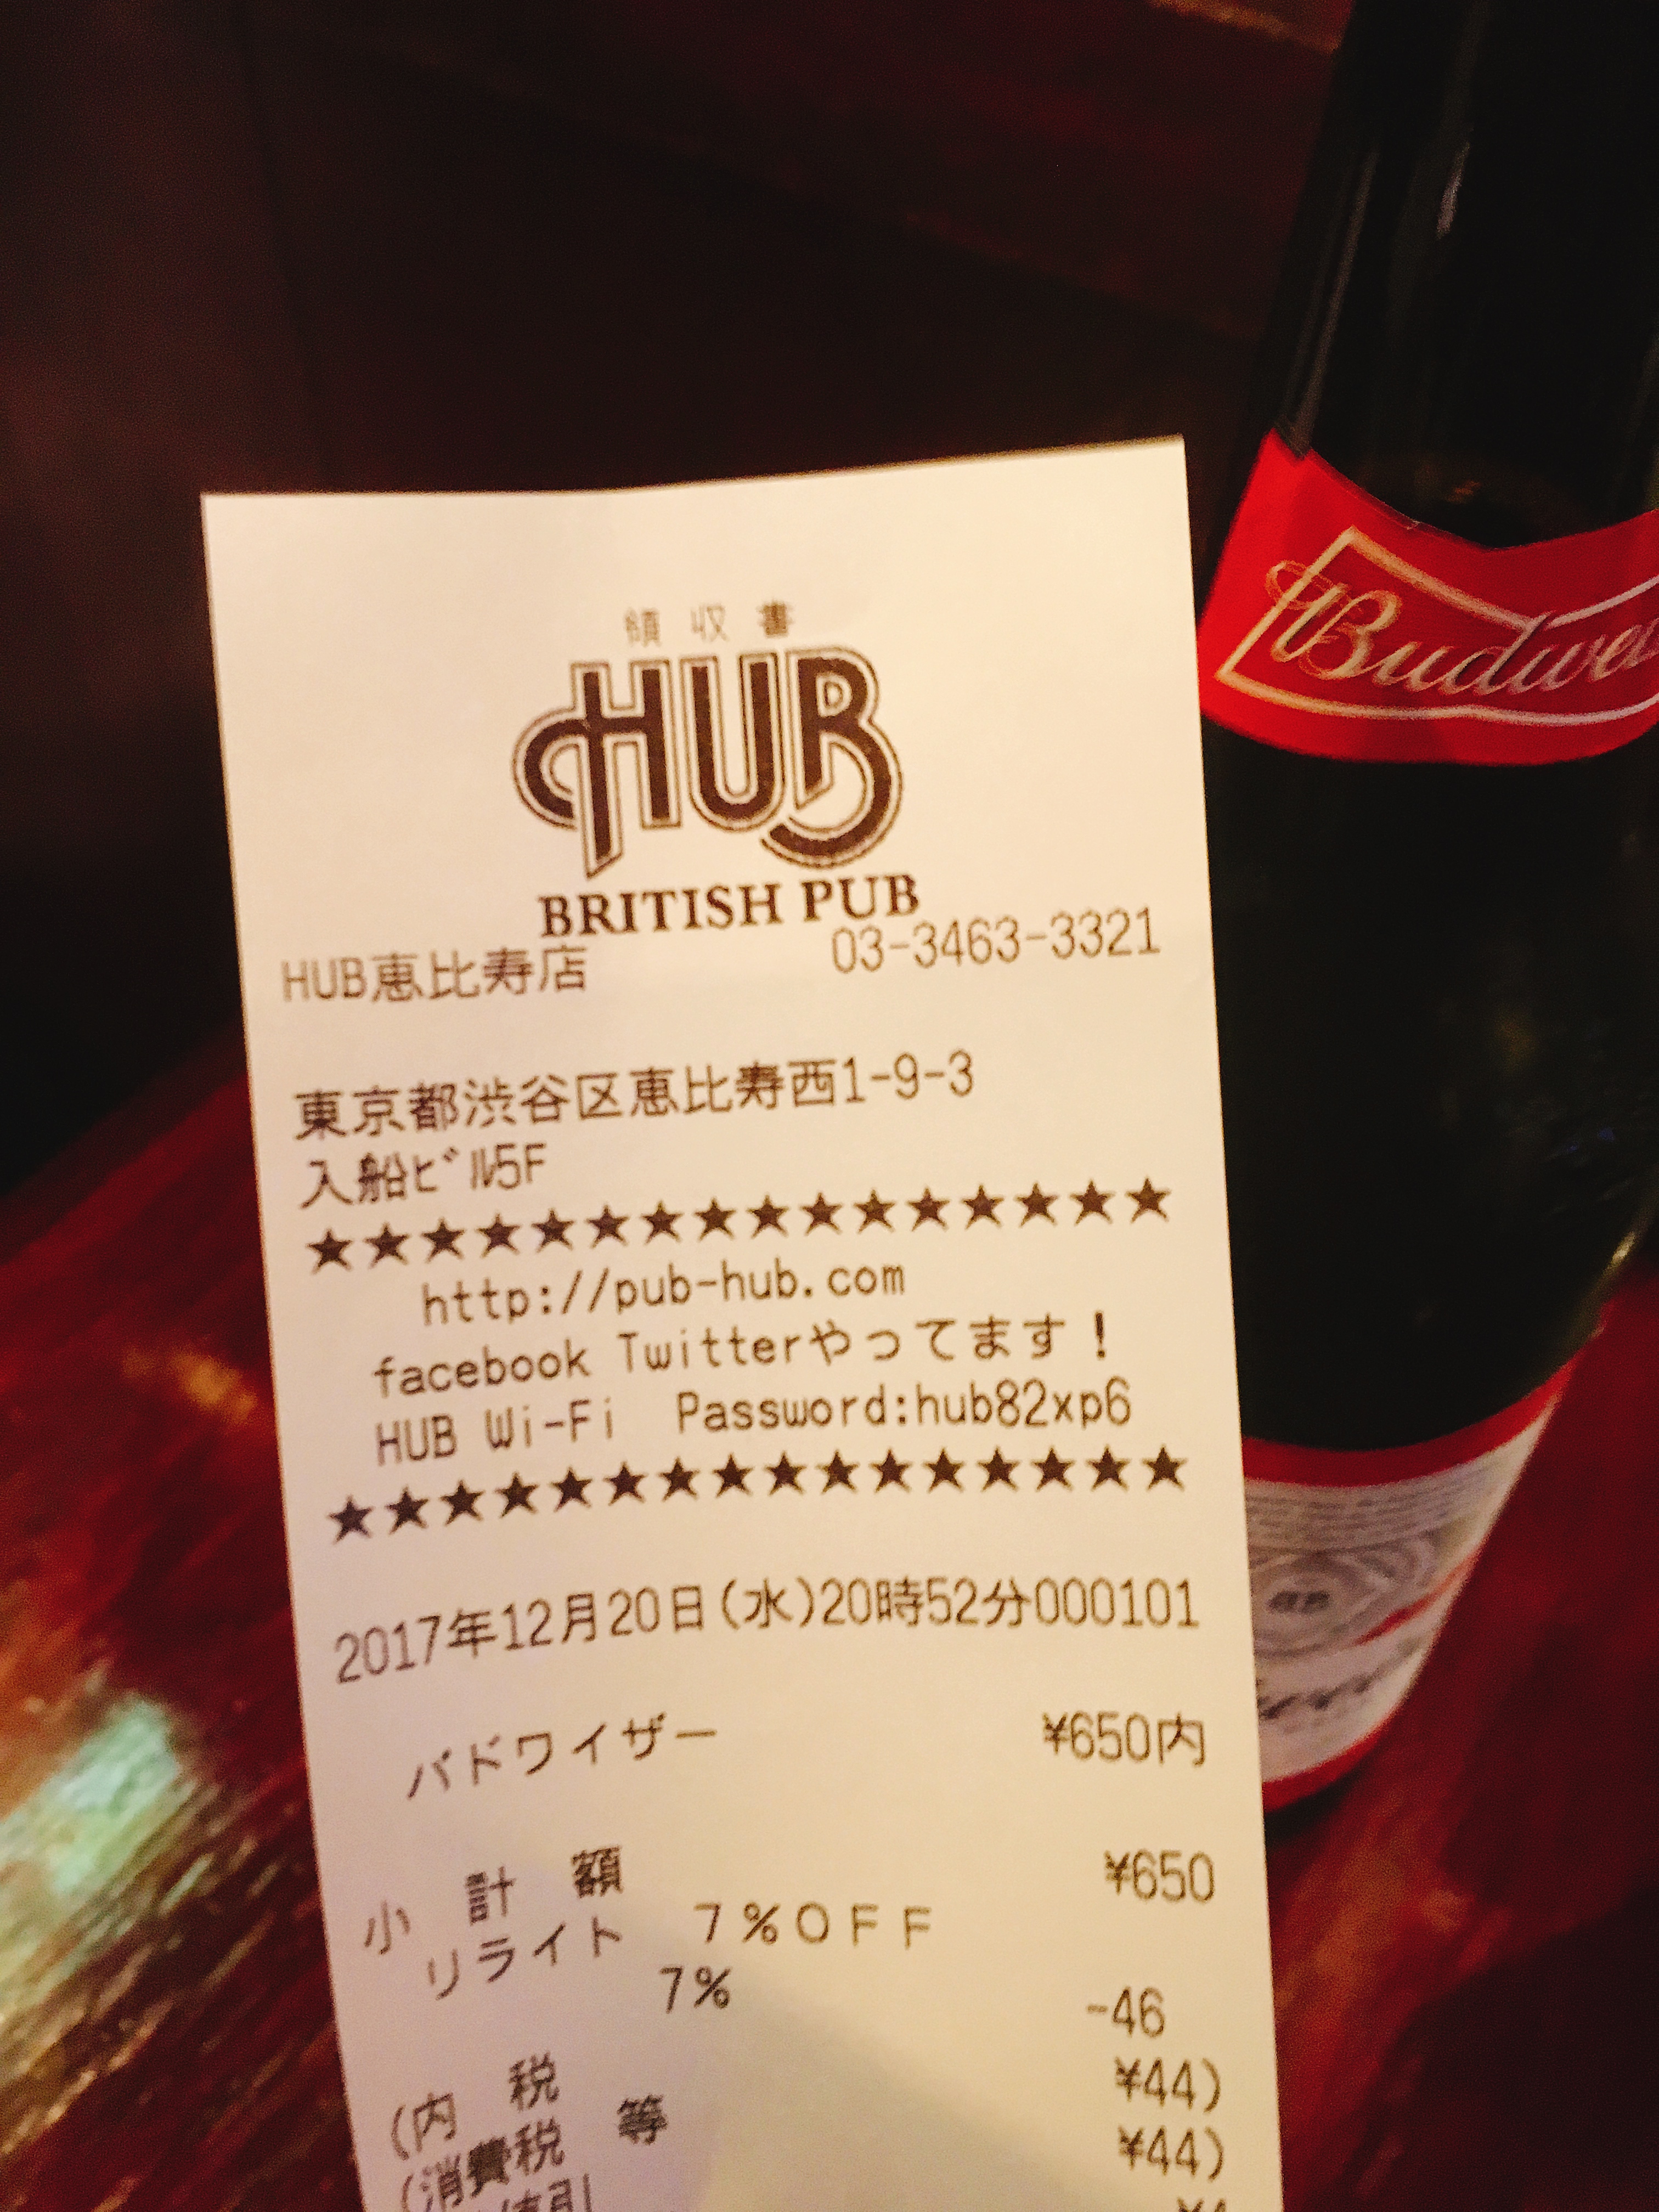 領収書
HUB
BRITISH PUB
HUB恵比寿店 03-3463-3321
東京都渋谷区恵比寿西1-9-3
入船ﾋﾞﾙ5F
★★★★★★★★★★★★★★★★
http://pub-hub.com
facebook Twitterやってます！
HUB Wi-Fi Password:hub82xp6
★★★★★★★★★★★★★★★★
2017年12月20日(水)20時52分000101
バドワイザー ¥650内
小計額 ¥650
リライト 7%OFF
7% -46
(内税 ¥44)
(消費税等 ¥44)
Budwei